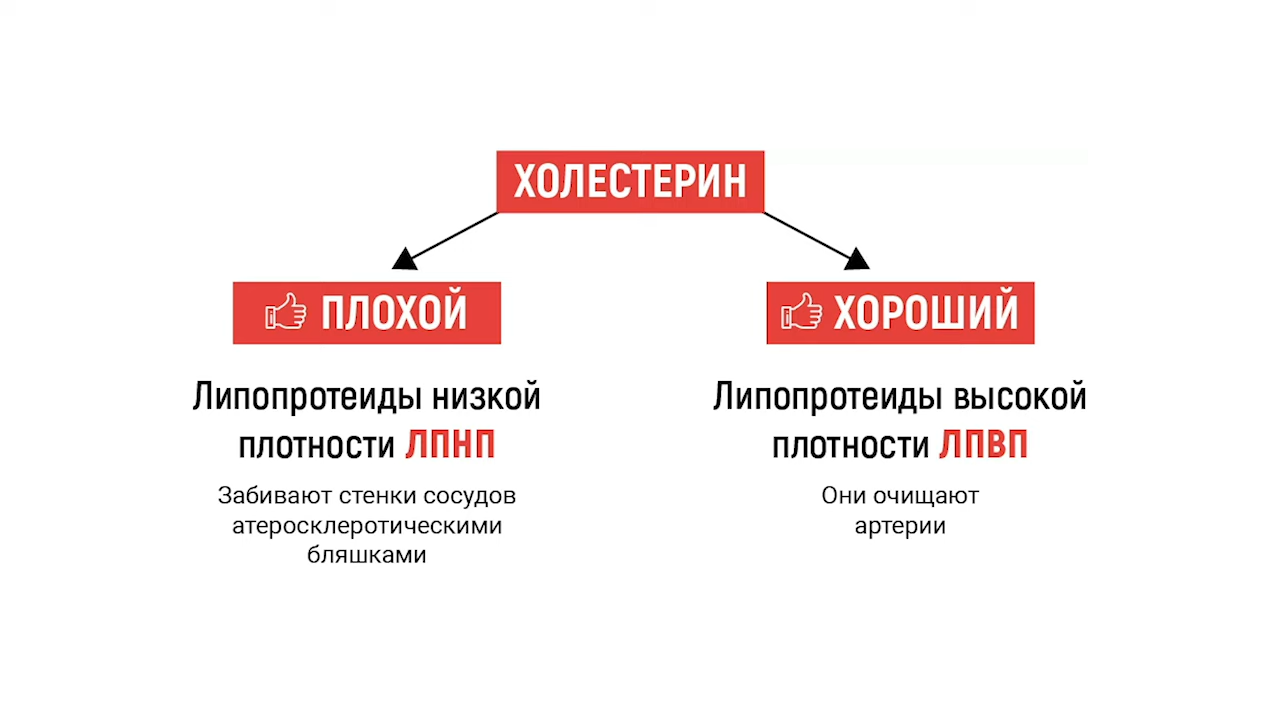 ХОЛЕСТЕРИН
ПЛОХОЙ
Липопротеиды низкой
плотности ЛПНП
Забивают стенки сосудов
атеросклеротическими
бляшками
ХОРОШИЙ
Липопротеиды высокой
плотности ЛПВП
Они очищают
артерии